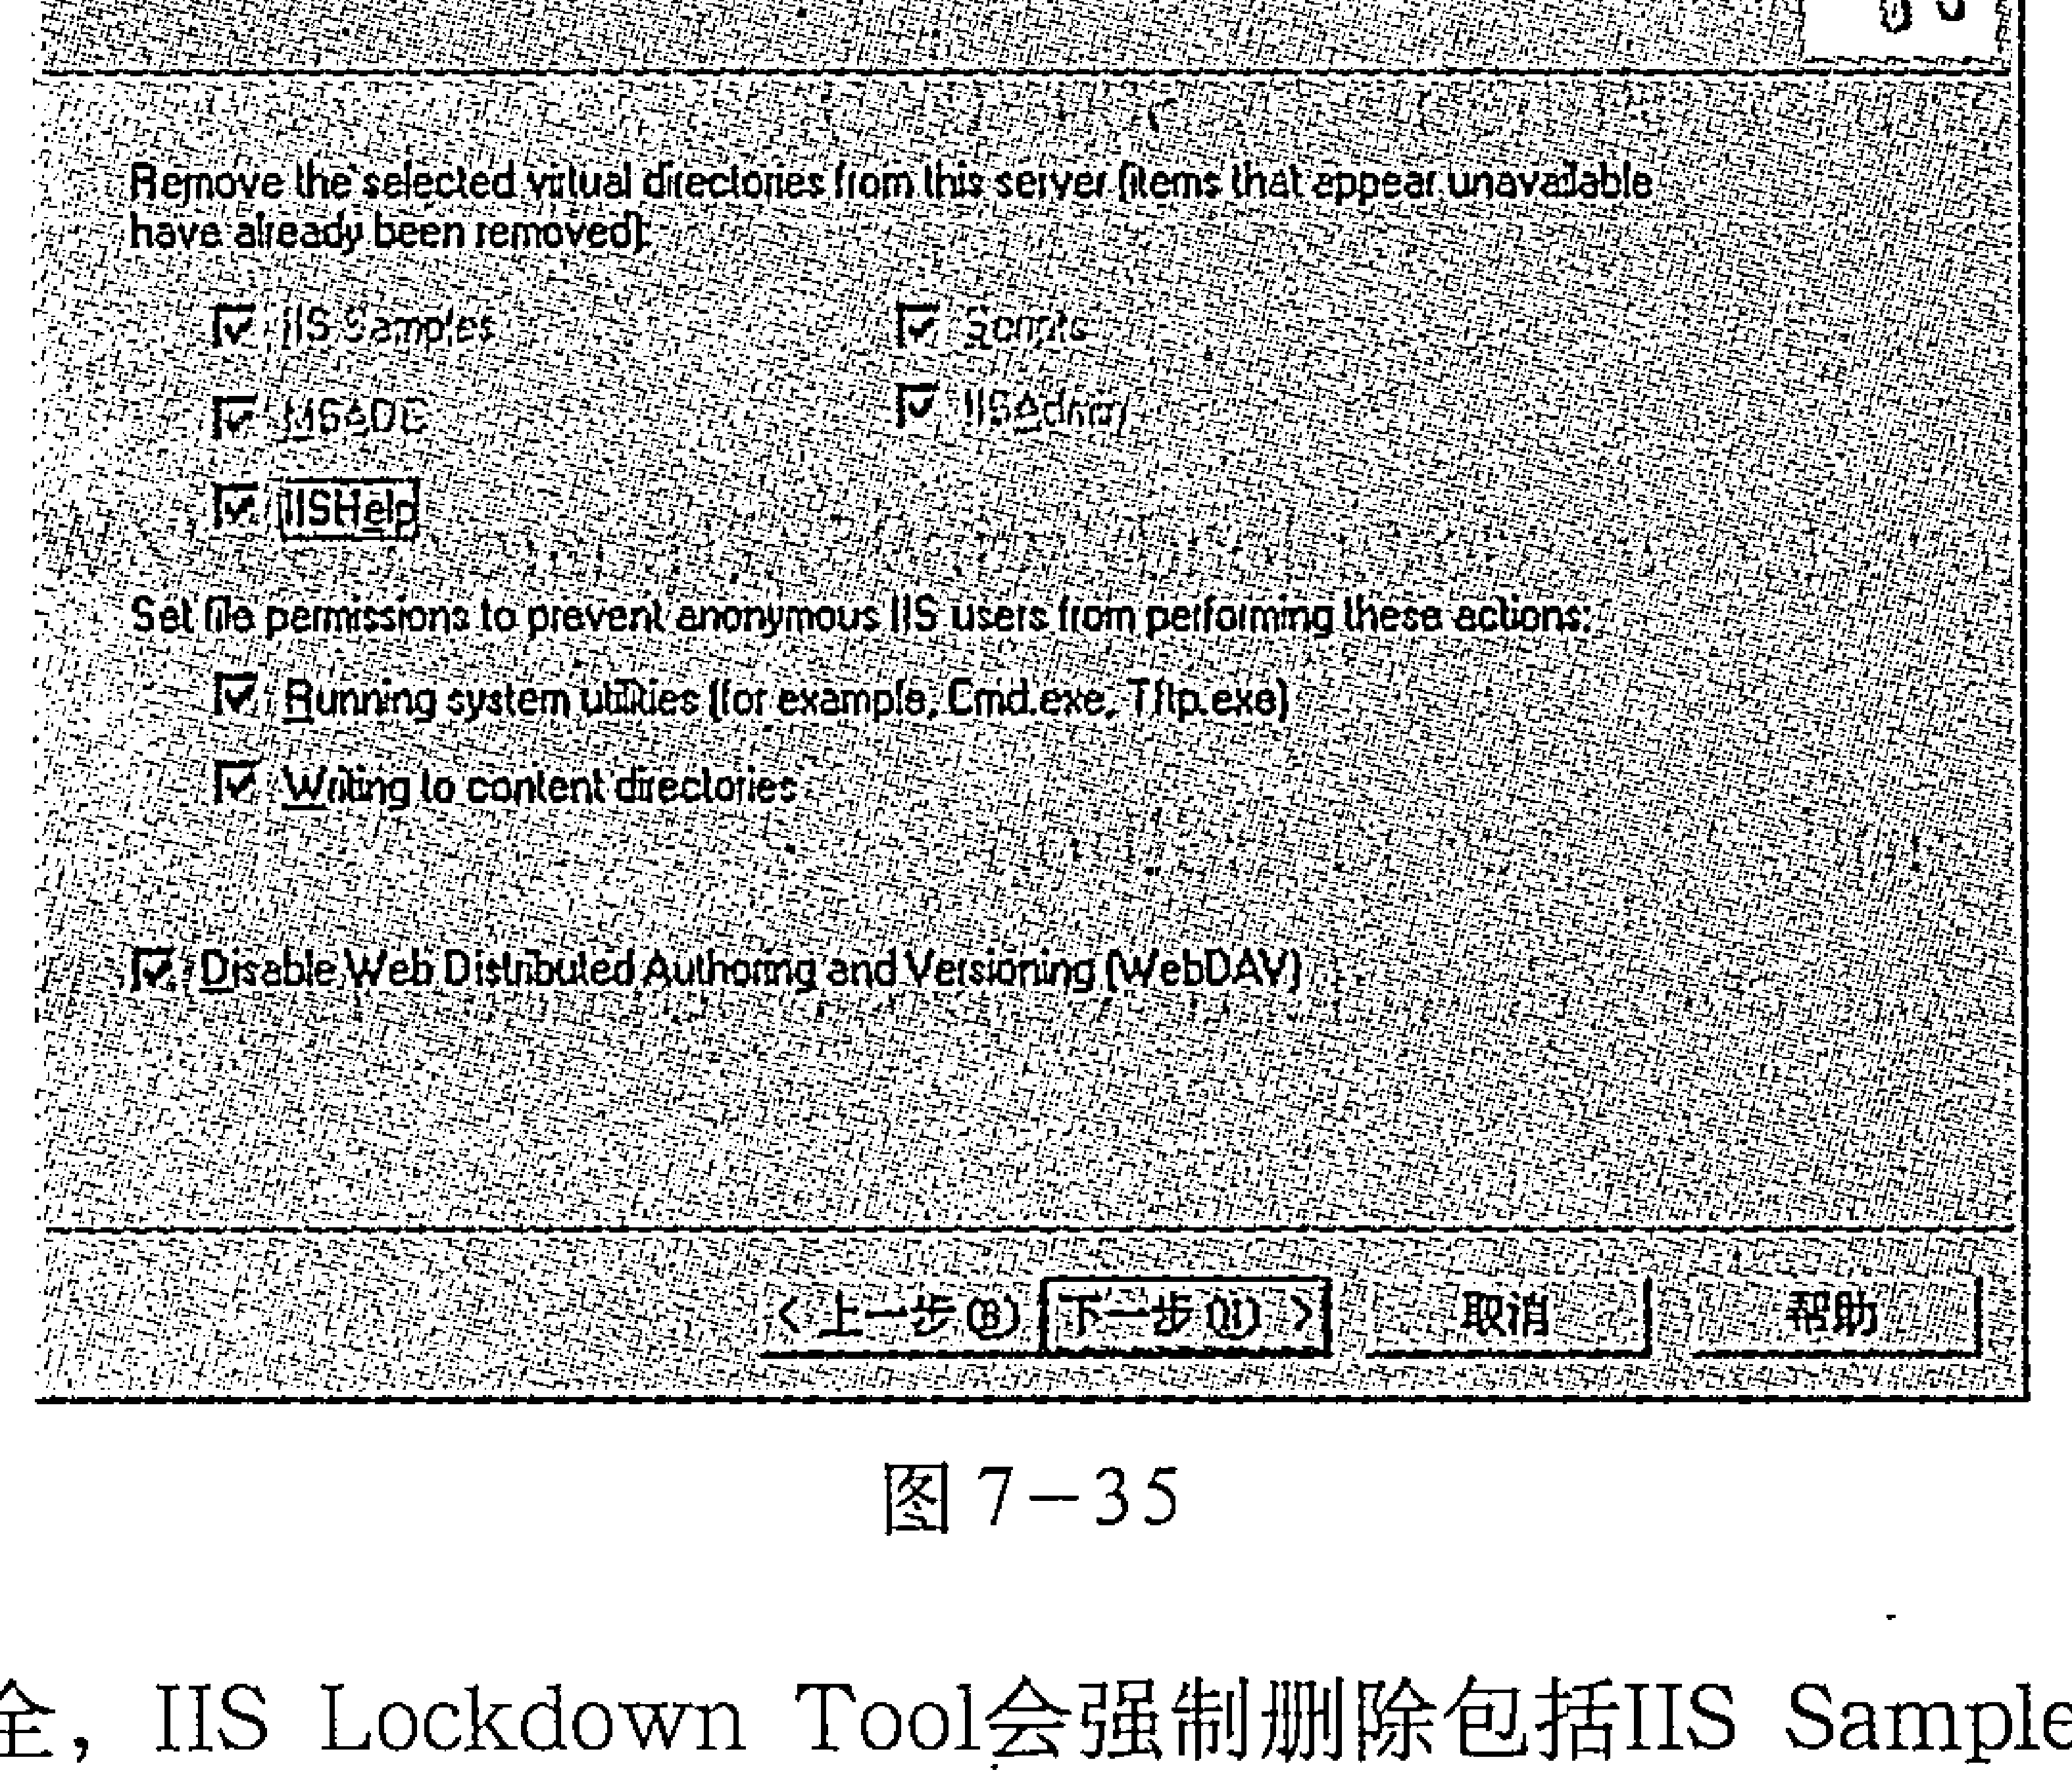 Remove the selected virtual directories from this server (items that appear unavailable
have already been removed):
IIS Samples
Scripts
MSADC
IISAdmin
IISHelp
Set file permissions to prevent anonymous IIS users from performing these actions:
Running system utilities (for example, Cmd.exe, Tftp.exe)
Writing to content directories
Disable Web Distributed Authoring and Versioning (WebDAV)
< 上一步(B) 下一步(N) > 取消 帮助
图 7-35
全，IIS Lockdown Tool会强制删除包括IIS Sample